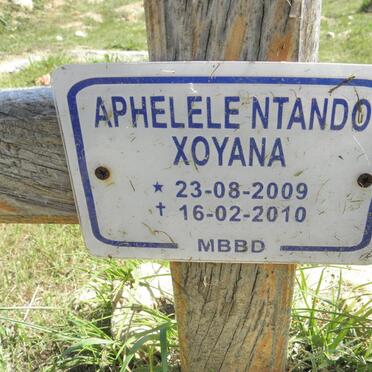 APHELELE NTANDO
XOYANA
★ 23-08-2009
✝ 16-02-2010
MBBD